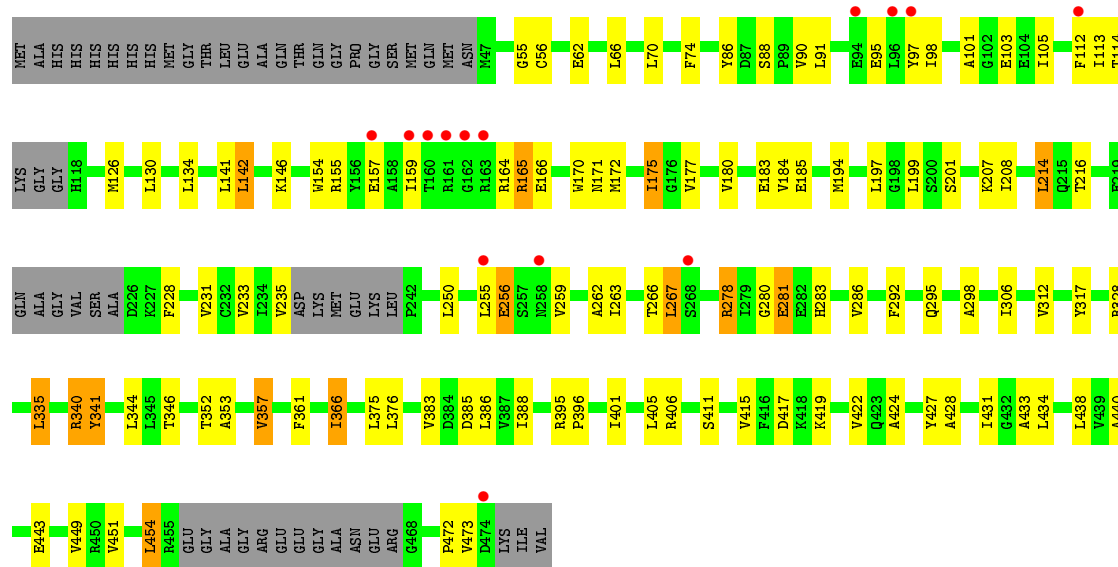 MET ALA HIS HIS HIS HIS HIS HIS MET GLY THR LEU GLU ALA GLN THR GLN GLY PRO GLY SER MET GLN MET ASN M47 G55 C56 E62 L66 L70 F74 Y86 D87 S88 P89 V90 L91 E94 E95 L96 Y97 I98 A101 G102 E103 E104 I105 F112 I113 T114
LYS GLY GLY H118 M126 L130 L134 L141 L142 K146 W154 R155 Y156 E157 A158 I159 T160 R161 G162 R163 R164 R165 E166 W170 N171 M172 I175 G176 V177 V180 E183 V184 E185 M194 L197 G198 L199 S200 S201 K207 I208 L214 Q215 T216 E219
GLN ALA GLY VAL SER ALA D226 K227 F228 V231 C232 V233 I234 V235 ASP LYS MET GLU LYS LEU P242 L250 L255 E256 S257 N258 V259 A262 I263 T266 L267 S268 R278 I279 G280 E281 E282 H283 V286 F292 Q295 A298 I306 V312 Y317
L335 R340 Y341 L344 L345 T346 T352 A353 V357 F361 I366 L375 L376 V383 D384 D385 L386 V387 I388 R395 P396 I401 L405 R406 S411 V415 F416 D417 K418 K419 V422 Q423 A424 Y427 A428 I431 G432 A433 L434 L438 V439 A440
E443 V449 R450 V451 L454 R455 GLU GLY ALA GLY ARG GLU GLU GLY ALA ASN GLU ARG G468 P472 V473 D474 LYS ILE VAL